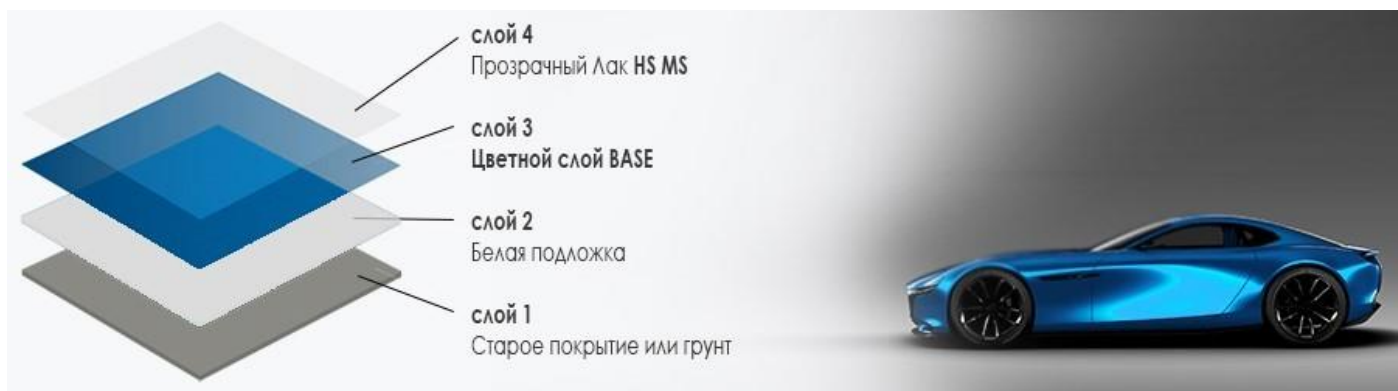 слой 4
Прозрачный Лак HS MS
слой 3
Цветной слой BASE
слой 2
Белая подложка
слой 1
Старое покрытие или грунт